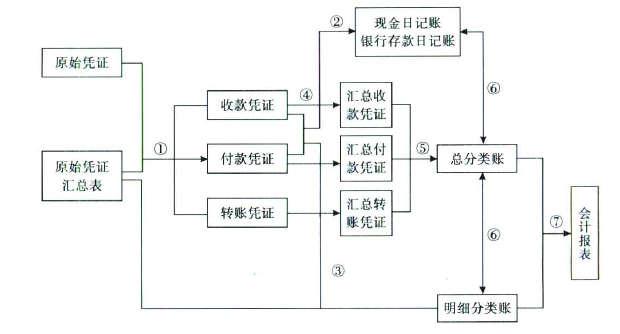 ②
现金日记账
银行存款日记账
原始凭证
收款凭证
④
汇总收
款凭证
⑥
①
原始凭证
汇总表
付款凭证
汇总付
款凭证
⑤
总分类账
转账凭证
汇总转
账凭证
⑥
⑦
会计报表
③
明细分类账